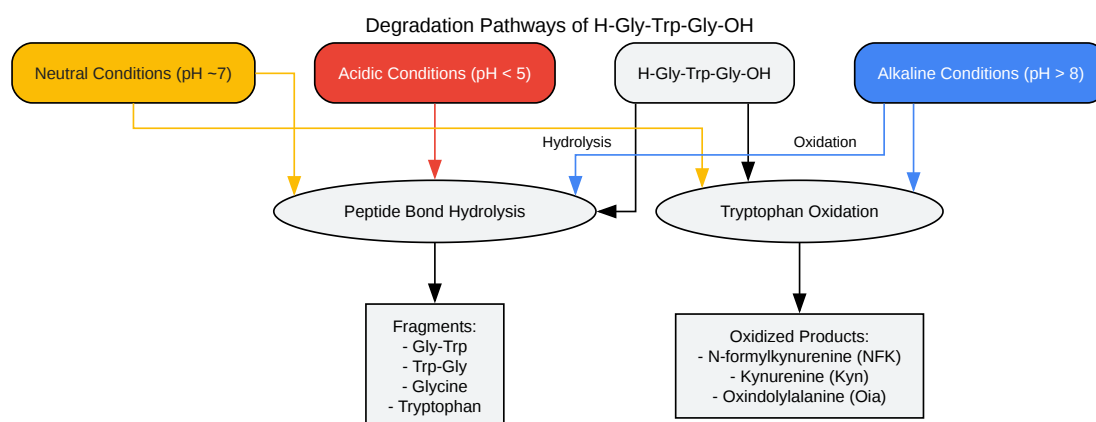 Degradation Pathways of H-Gly-Trp-Gly-OH
Neutral Conditions (pH ~7)
Acidic Conditions (pH < 5)
H-Gly-Trp-Gly-OH
Alkaline Conditions (pH > 8)
Hydrolysis
Oxidation
Peptide Bond Hydrolysis
Tryptophan Oxidation
Fragments:
- Gly-Trp
- Trp-Gly
- Glycine
- Tryptophan
Oxidized Products:
- N-formylkynurenine (NFK)
- Kynurenine (Kyn)
- Oxindolylalanine (Oia)